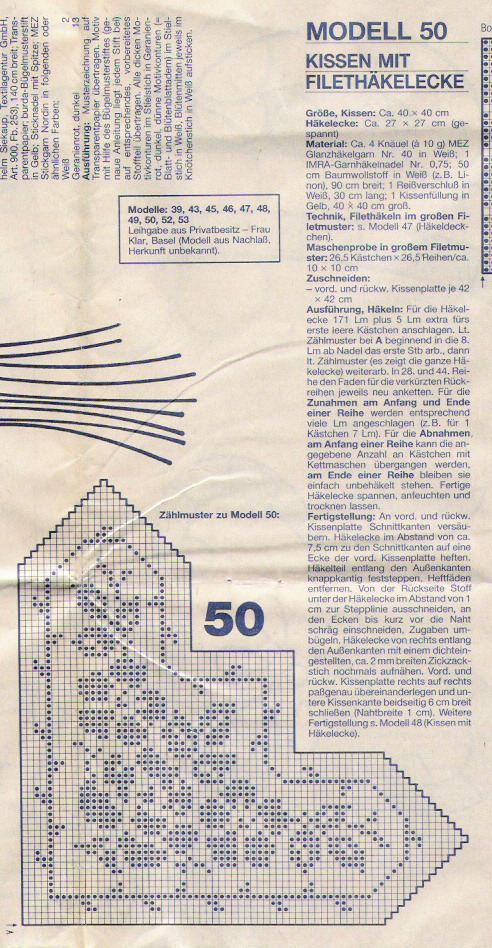 helm Siekaup, Textilagentur GmbH,
Art. 900, Fb. 253), 140 cm breit; Trans-
parentpapier; burda-Bügelmusterstift
in Gelb; Sticknadel mit Spitze; MEZ
Stickgarn Nordin in folgenden oder
ähnlichen Farben:
Weiß 2
Geranienrot, dunkel 13
Ausführung: Musterzeichnung auf
Transparentpapier übertragen. Motiv
mit Hilfe des Bügelmusterstiftes (ge-
naue Anleitung liegt jedem Stift bei)
auf entsprechendes, vorbereitetes
Stoffteil übertragen. Alle dicken Mo-
tivkonturen im Stielstich in Geranien-
rot, dunkel, dünne Motivkonturen (=
Blatt- und Blütenblattadern) im Stiel-
stich in Weiß, Blütenmitten jeweils im
Knötchenstich in Weiß aufsticken.
Modelle: 39, 43, 45, 46, 47, 48,
49, 50, 52, 53
Leihgabe aus Privatbesitz – Frau
Klar, Basel (Modell aus Nachlaß,
Herkunft unbekannt).
MODELL 50
KISSEN MIT
FILETHÄKELECKE
Größe, Kissen: Ca. 40 × 40 cm
Häkelecke: Ca. 27 × 27 cm (ge-
spannt)
Material: Ca. 4 Knäuel (à 10 g) MEZ
Glanzhäkelgarn Nr. 40 in Weiß; 1
IMRA-Garnhäkelnadel Nr. 0,75; 50
cm Baumwollstoff in Weiß (z.B. Li-
non), 90 cm breit; 1 Reißverschluß in
Weiß, 30 cm lang; 1 Kissenfüllung in
Gelb, 40 × 40 cm groß.
Technik, Filethäkeln im großen Fi-
letmuster: s. Modell 47 (Häkeldeck-
chen).
Maschenprobe in großem Filetmu-
ster: 26,5 Kästchen × 26,5 Reihen/ca.
10 × 10 cm
Zuschneiden:
– vord. und rückw. Kissenplatte je 42
× 42 cm
Ausführung, Häkeln: Für die Häkel-
ecke 171 Lm plus 5 Lm extra fürs
erste leere Kästchen anschlagen. Lt.
Zählmuster bei A beginnend in die 8.
Lm ab Nadel das erste Stb arb., dann
lt. Zählmuster (es zeigt die ganze Hä-
kelecke) weiterarb. In 28. und 44. Rei-
he den Faden für die verkürzten Rück-
reihen jeweils neu anketten. Für die
Zunahmen am Anfang und Ende
einer Reihe werden entsprechend
viele Lm angeschlagen (z.B. für 1
Kästchen 7 Lm). Für die Abnahmen,
am Anfang einer Reihe kann die an-
gegebene Anzahl an Kästchen mit
Kettmaschen übergangen werden,
am Ende einer Reihe bleiben sie
einfach unbehäkelt stehen. Fertige
Häkelecke spannen, anfeuchten und
trocknen lassen.
Fertigstellung: An vord. und rückw.
Kissenplatte Schnittkanten versäu-
bern. Häkelecke im Abstand von ca.
7,5 cm zu den Schnittkanten auf eine
Ecke der vord. Kissenplatte heften.
Häkelteil entlang den Außenkanten
knappkantig feststeppen, Heftfäden
entfernen. Von der Rückseite Stoff
unter der Häkelecke im Abstand von 1
cm zur Stepplinie ausschneiden, an
den Ecken bis kurz vor die Naht
schräg einschneiden, Zugaben um-
bügeln. Häkelecke von rechts entlang
den Außenkanten mit einem dichtein-
gestellten, ca. 2 mm breiten Zickzack-
stich nochmals aufnähen. Vord. und
rückw. Kissenplatte rechts auf rechts
paßgenau übereinanderlegen und un-
tere Kissenkante beidseitig 6 cm breit
schließen (Nahtbreite 1 cm). Weitere
Fertigstellung s. Modell 48 (Kissen mit
Häkelecke).
Zählmuster zu Modell 50:
50
A